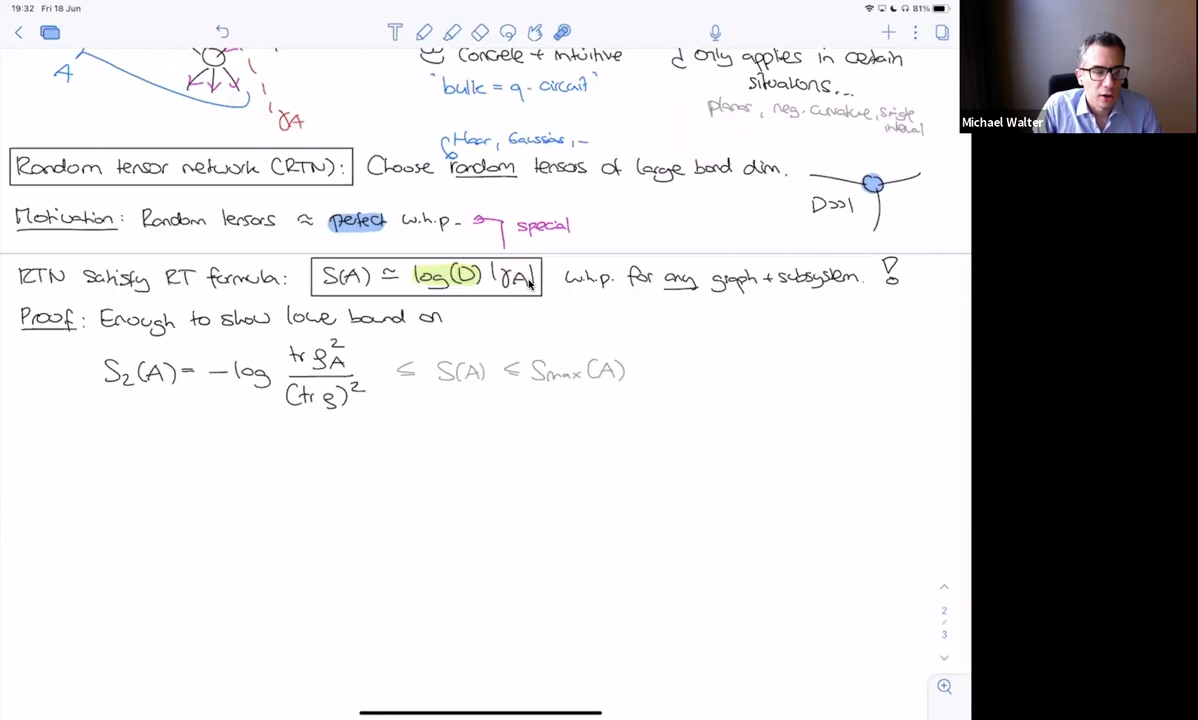 19:32 Fri 18 Jun
81%
Concrete + intuitive
"bulk = q. circuit"
only applies in certain
situations...
planar, neg. curvature, single
interval
A
γA
Haar, Gaussian, ..
Random tensor network (RTN): Choose random tensors of large bond dim.
D>>1
Motivation: Random tensors ≈ perfect w.h.p.
special
RTN satisfy RT formula: S(A) ≃ log(D) |γA| w.h.p. for any graph + subsystem. !
Proof: Enough to show lowe bound on
S₂(A) = -log tr ρA² / (tr ρ)² ≤ S(A) ≤ Smax(A)
Michael Walter
2
/
3